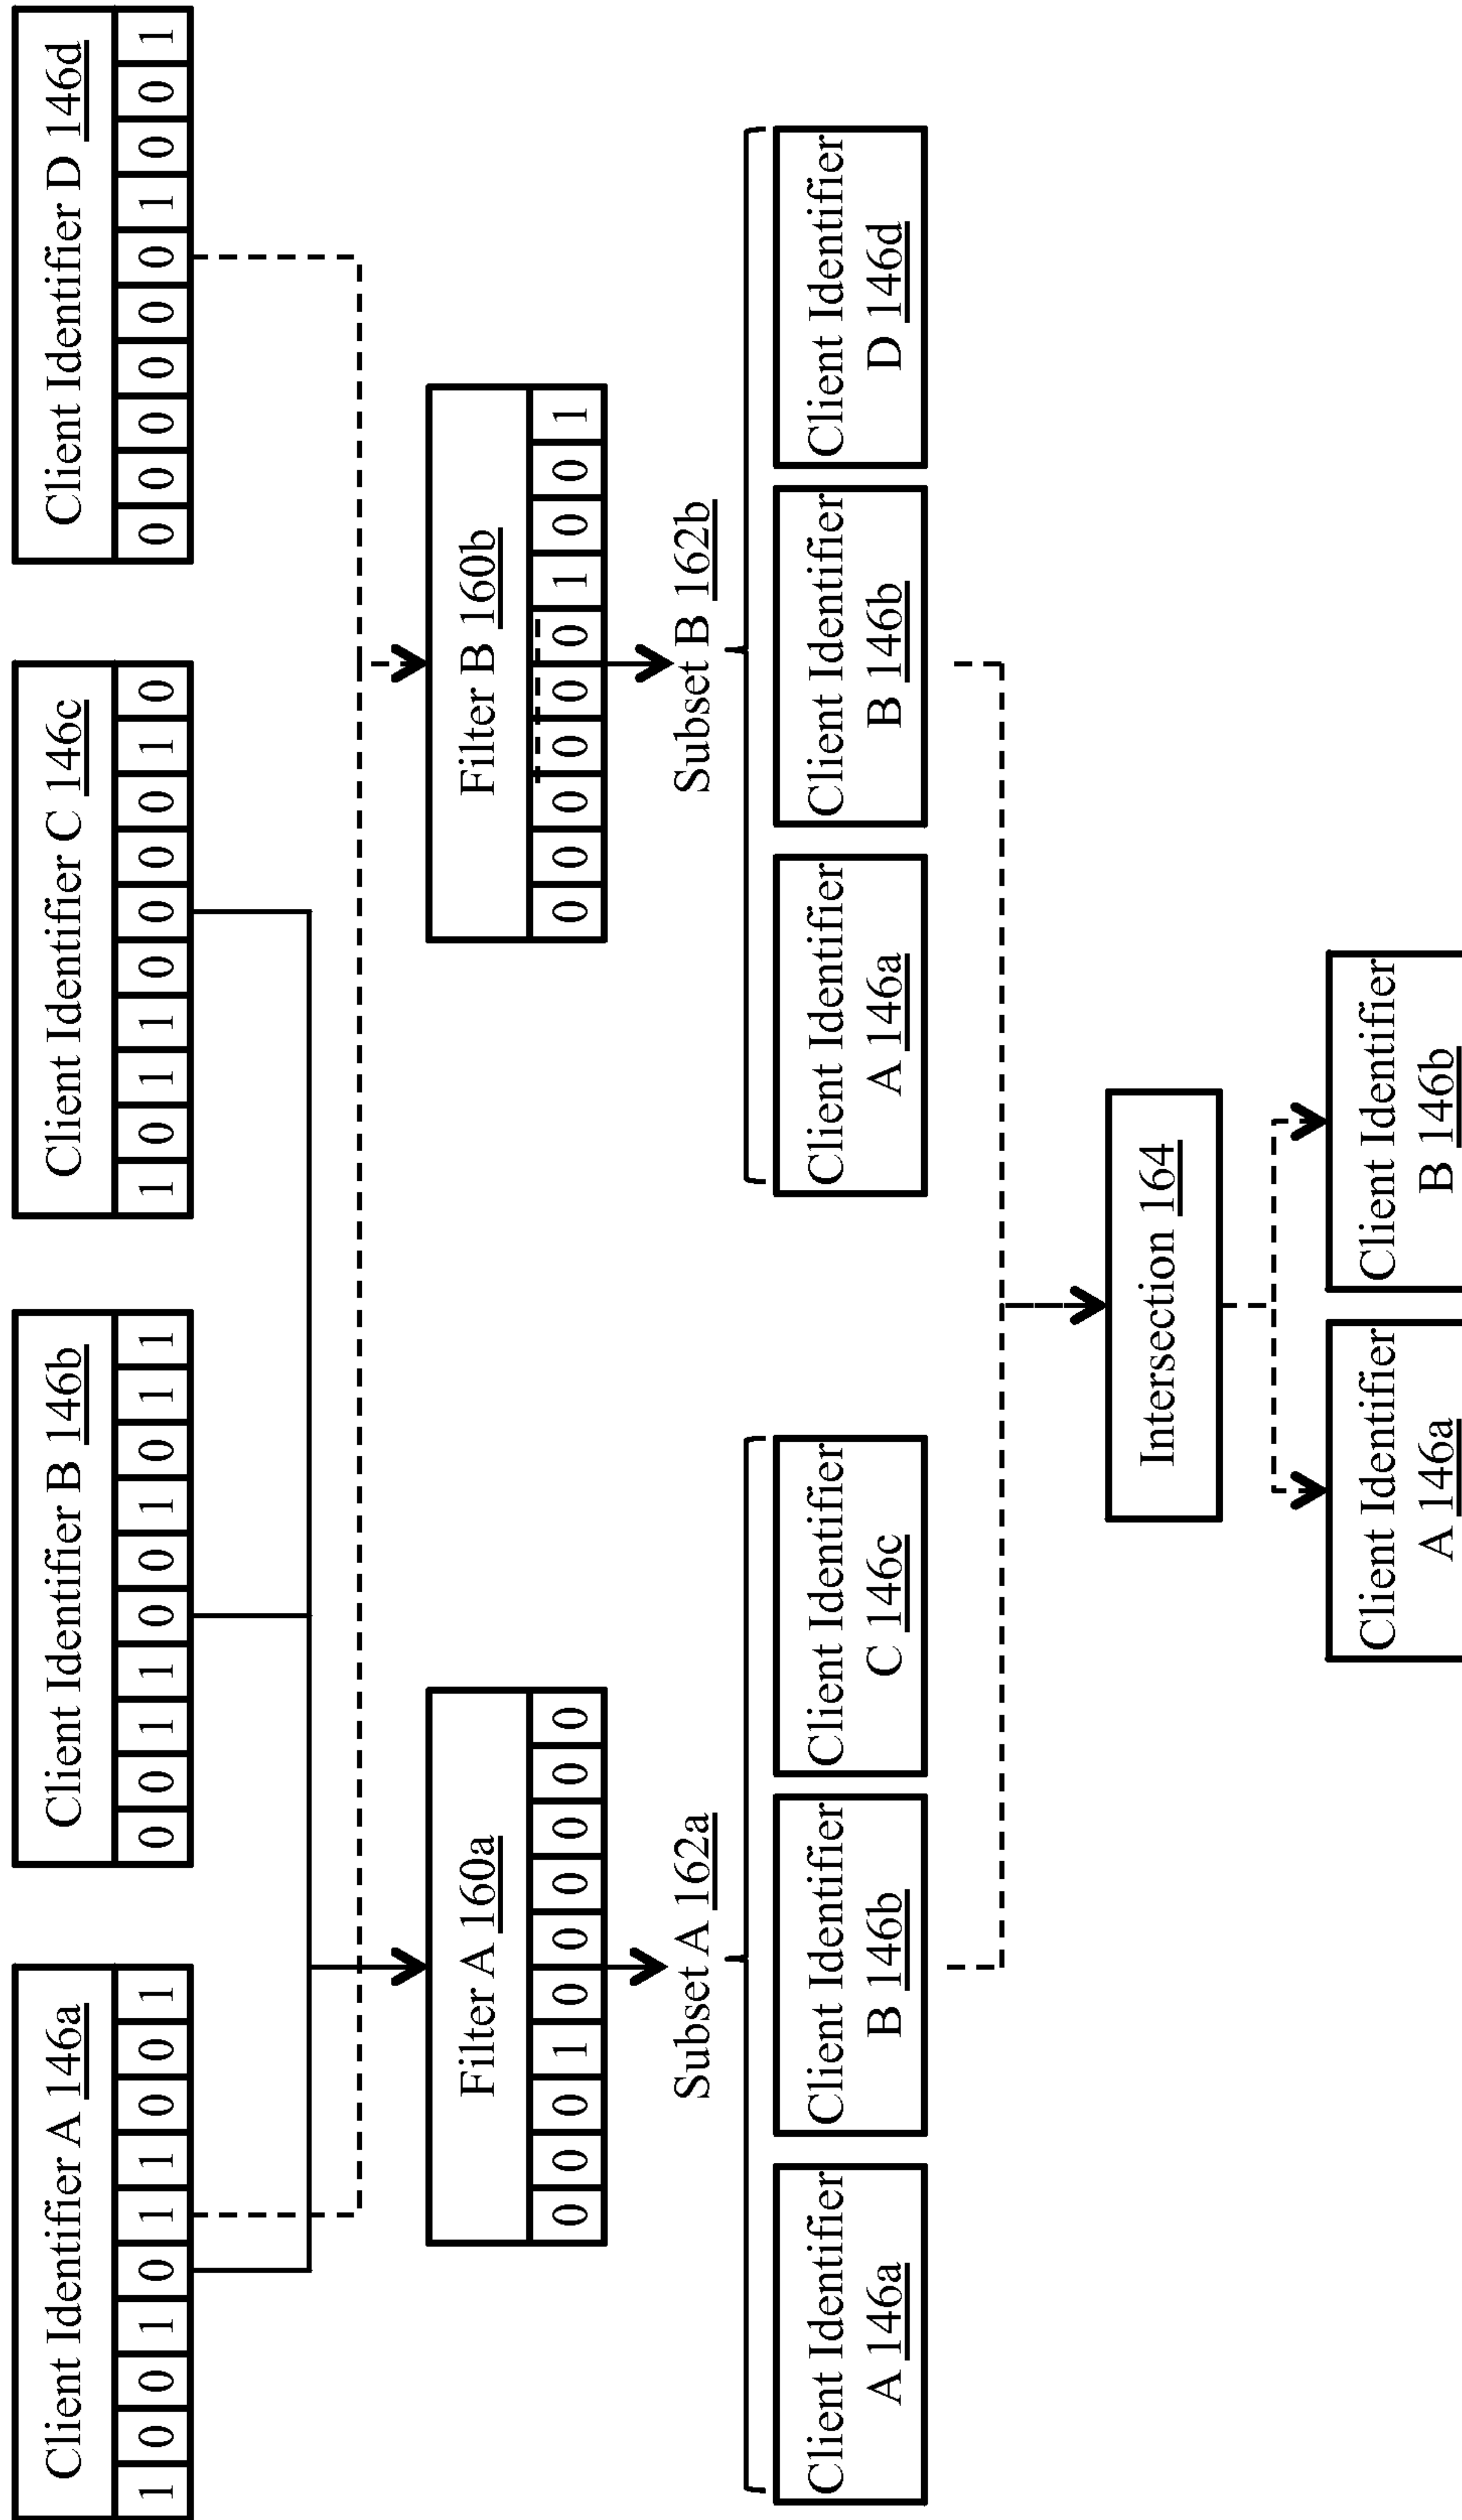 Client Identifier A 146a
1 0 0 1 0 1 1 0 0 1
Client Identifier B 146b
0 0 1 1 0 0 1 0 1 1
Client Identifier C 146c
1 0 1 1 0 0 0 0 1 0
Client Identifier D 146d
0 0 0 0 0 0 1 0 0 1
Filter A 160a
0 0 0 1 0 0 0 0 0 0
Filter B 160b
0 0 0 0 0 0 1 0 0 1
Subset A 162a
Subset B 162b
Client Identifier
A 146a
Client Identifier
B 146b
Client Identifier
C 146c
Client Identifier
A 146a
Client Identifier
B 146b
Client Identifier
D 146d
Intersection 164
Client Identifier
A 146a
Client Identifier
B 146b